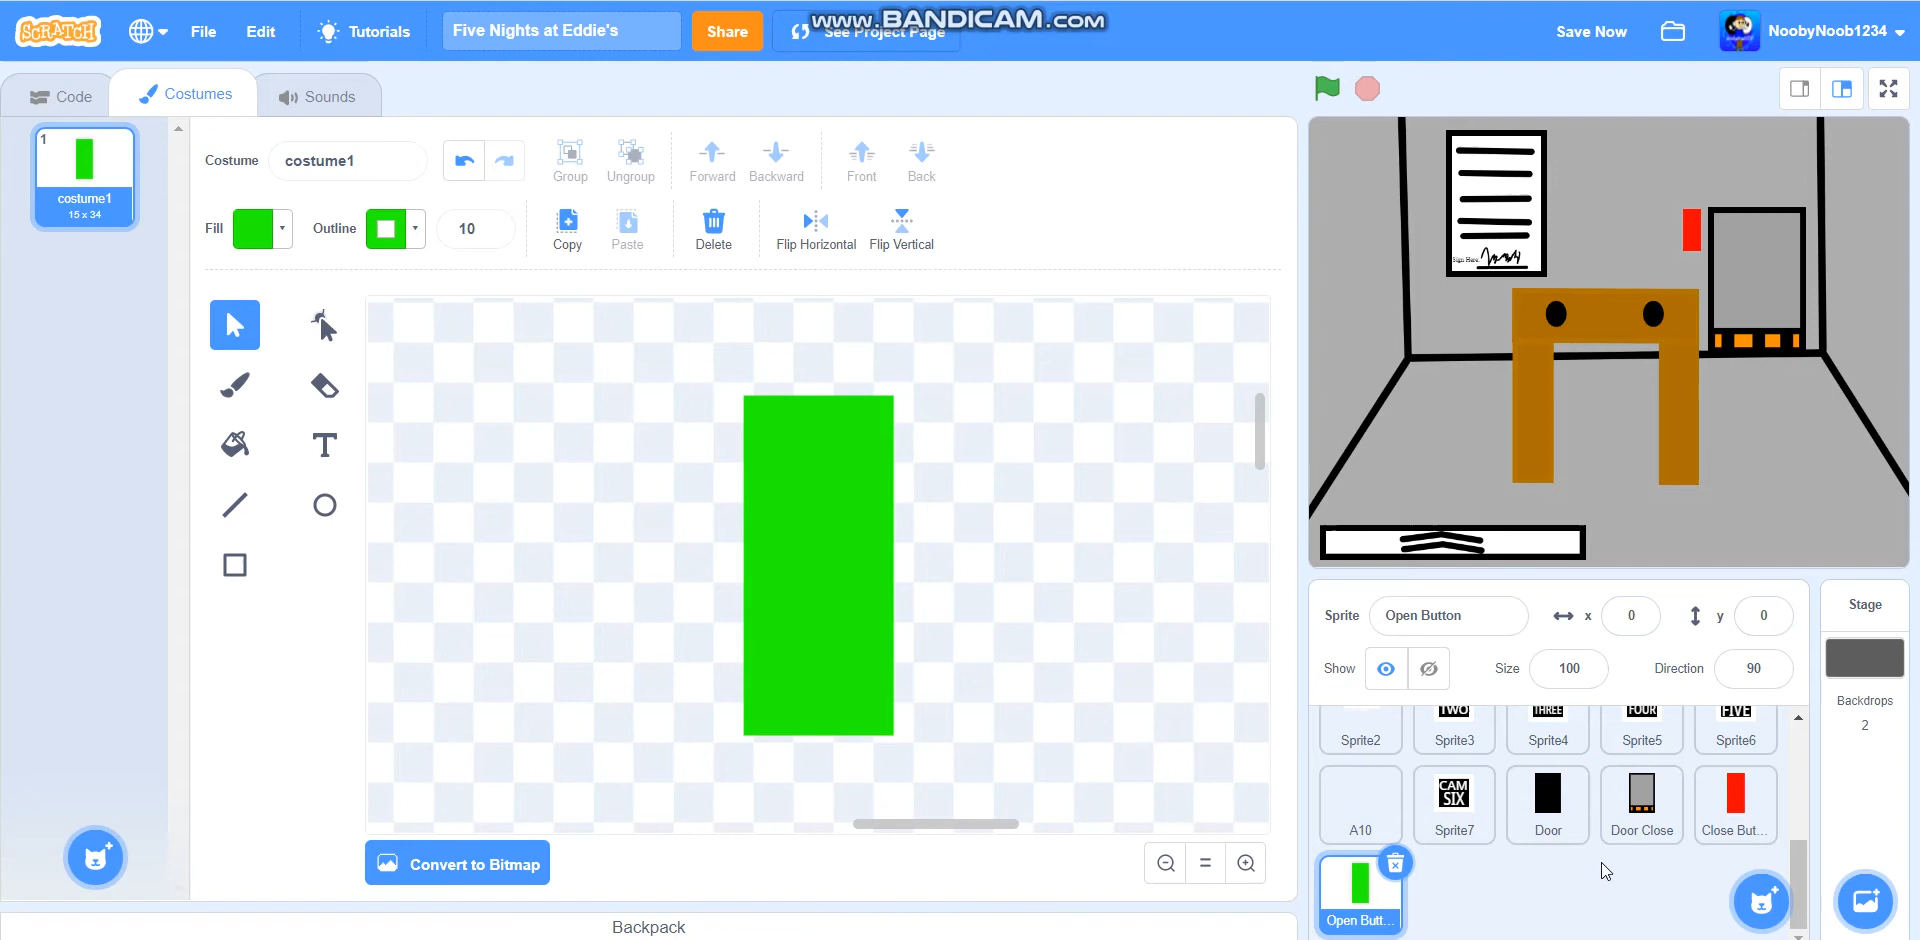 SCRATCH
File
Edit
Tutorials
Five Nights at Eddie's
Share
See Project Page
www.BANDICAM.com
Save Now
NoobyNoob1234
Code
Costumes
Sounds
1
costume1
15 x 34
Costume
costume1
Group
Ungroup
Forward
Backward
Front
Back
Fill
Outline
10
Copy
Paste
Delete
Flip Horizontal
Flip Vertical
Convert to Bitmap
Backpack
Sign Here:
Sprite
Open Button
x
0
y
0
Show
Size
100
Direction
90
Stage
Backdrops
2
TWO
THREE
FOUR
FIVE
Sprite2
Sprite3
Sprite4
Sprite5
Sprite6
CAM
SIX
A10
Sprite7
Door
Door Close
Close But...
Open Butt...